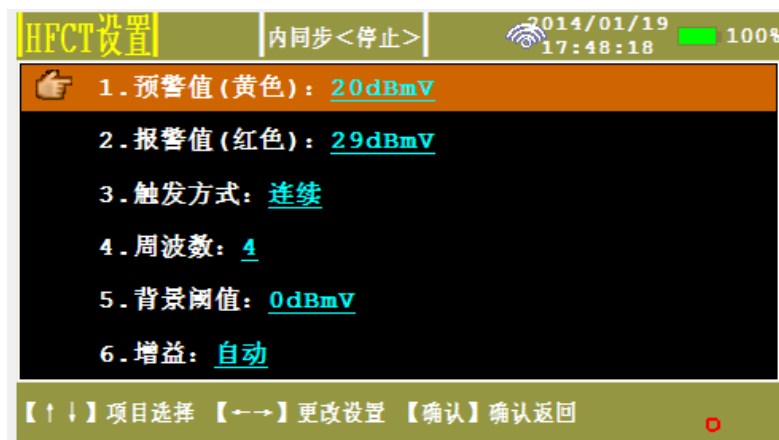 HFCT设置 内同步<停止> 2014/01/19 100%
17:48:18
1.预警值(黄色): 20dBmV
2.报警值(红色): 29dBmV
3.触发方式: 连续
4.周波数: 4
5.背景阈值: 0dBmV
6.增益: 自动
【↑↓】项目选择 【←→】更改设置 【确认】确认返回